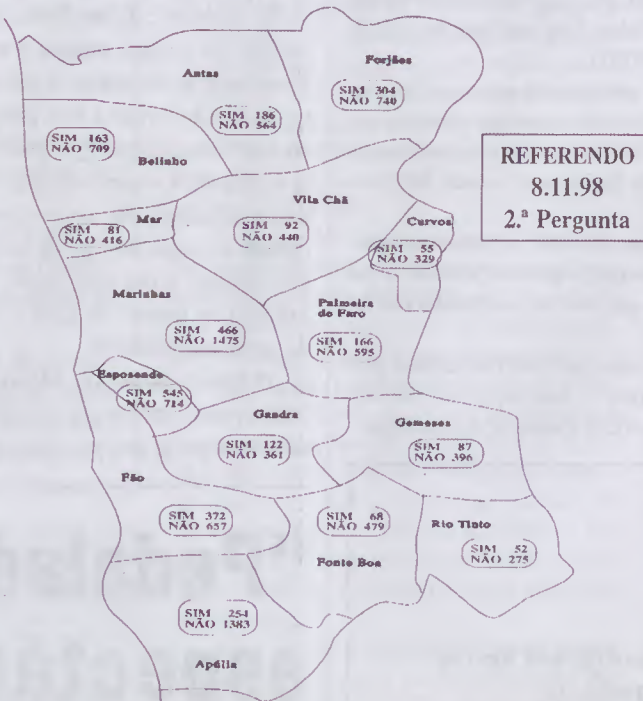 Antas
SIM 186
NÃO 564
Forjães
SIM 304
NÃO 740
SIM 163
NÃO 709
Belinho
REFERENDO
8.11.98
2.ª Pergunta
Mar
SIM 81
NÃO 416
Vila Chã
SIM 92
NÃO 440
Curvos
SIM 55
NÃO 329
Marinhas
SIM 466
NÃO 1475
Palmeira
de Faro
SIM 166
NÃO 595
Esposende
SIM 545
NÃO 714
Gandra
SIM 122
NÃO 361
Gemeses
SIM 87
NÃO 396
Fão
SIM 372
NÃO 657
SIM 68
NÃO 479
Fonte Boa
Rio Tinto
SIM 52
NÃO 275
SIM 254
NÃO 1383
Apúlia